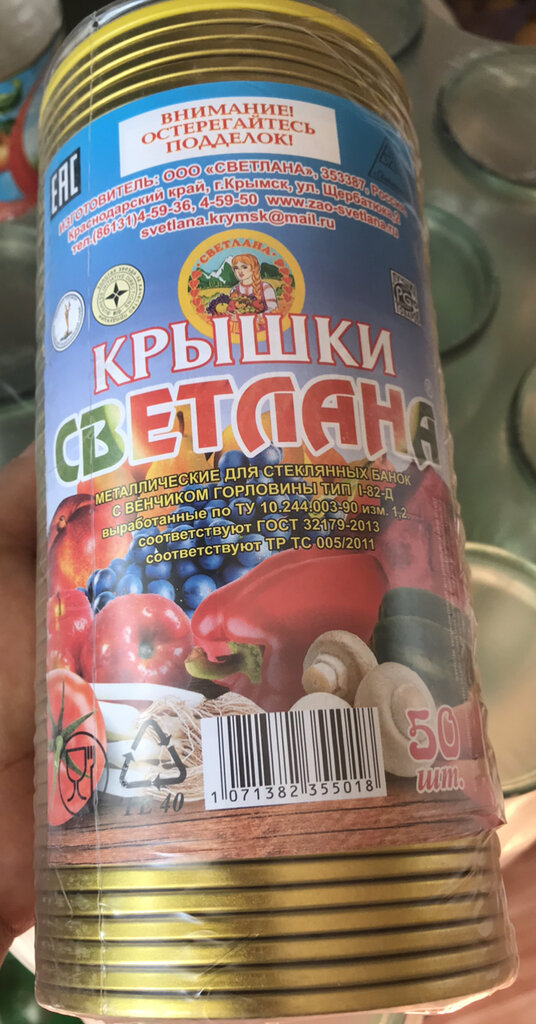 ВНИМАНИЕ!
ОСТЕРЕГАЙТЕСЬ
ПОДДЕЛОК!
EAC
ИЗГОТОВИТЕЛЬ: ООО «СВЕТЛАНА», 353387, Россия
Краснодарский край, г.Крымск, ул. Щербатюка,2
тел.(86131)4-59-36, 4-59-50 www.zao-svetlana.ru
svetlana.krymsk@mail.ru
СВЕТЛАНА
КРЫШКИ
СВЕТЛАНА
МЕТАЛЛИЧЕСКИЕ ДЛЯ СТЕКЛЯННЫХ БАНОК
С ВЕНЧИКОМ ГОРЛОВИНЫ ТИП I-82-Д
выработанные по ТУ 10.244.003-90 изм. 1,2
соответствуют ГОСТ 32179-2013
соответствуют ТР ТС 005/2011
50
шт.
FE 40
1 071382 355018